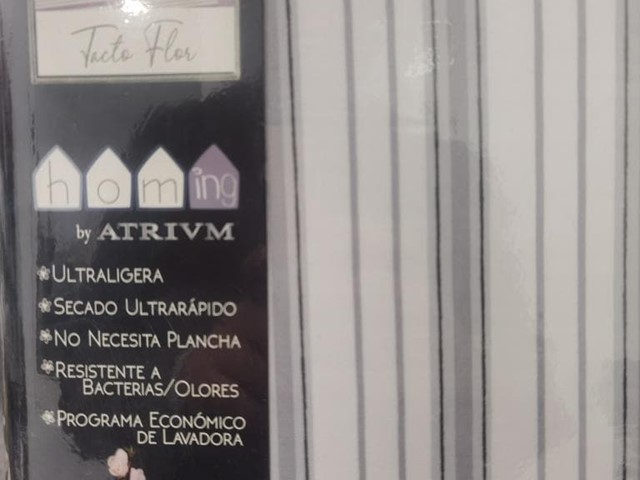 Tacto Flor
homing
by ATRIVM
ULTRALIGERA
SECADO ULTRARÁPIDO
NO NECESITA PLANCHA
RESISTENTE A
BACTERIAS/OLORES
PROGRAMA ECONÓMICO
DE LAVADORA